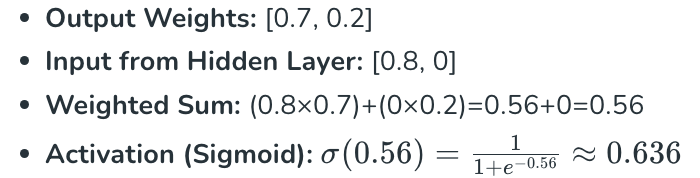 • Output Weights: [0.7, 0.2]
• Input from Hidden Layer: [0.8, 0]
• Weighted Sum: (0.8×0.7)+(0×0.2)=0.56+0=0.56
• Activation (Sigmoid): σ(0.56) = 1/(1+e^{−0.56}) ≈ 0.636